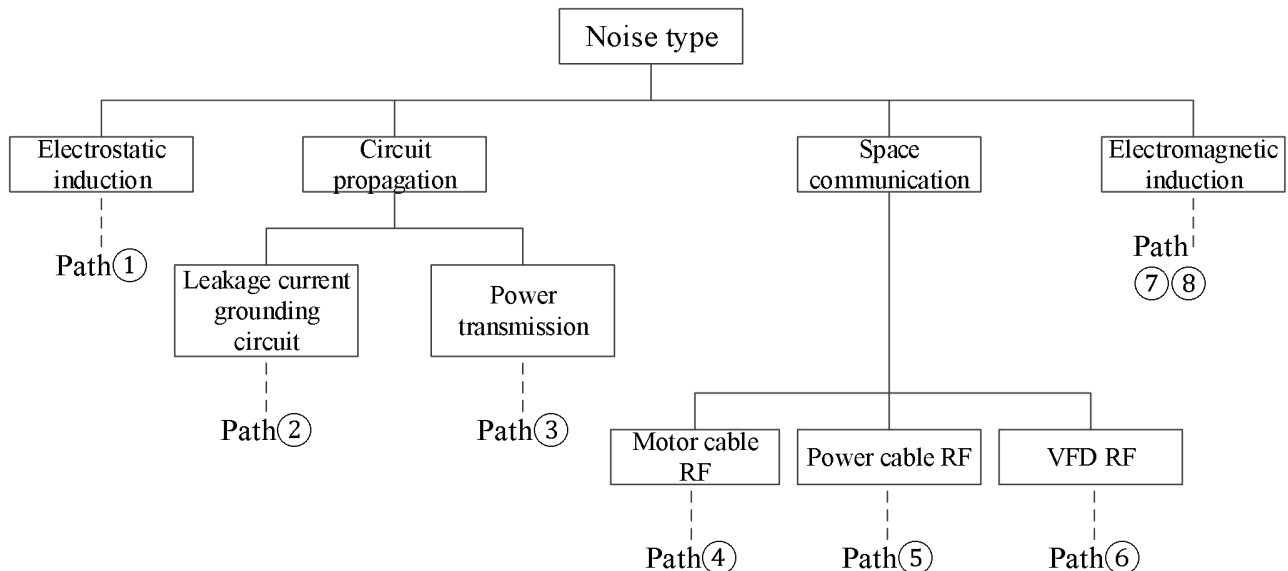 Noise type
Electrostatic
induction
Circuit
propagation
Space
communication
Electromagnetic
induction
Path①
Leakage current
grounding
circuit
Power
transmission
Path
⑦⑧
Path②
Path③
Motor cable
RF
Power cable RF
VFD RF
Path④
Path⑤
Path⑥